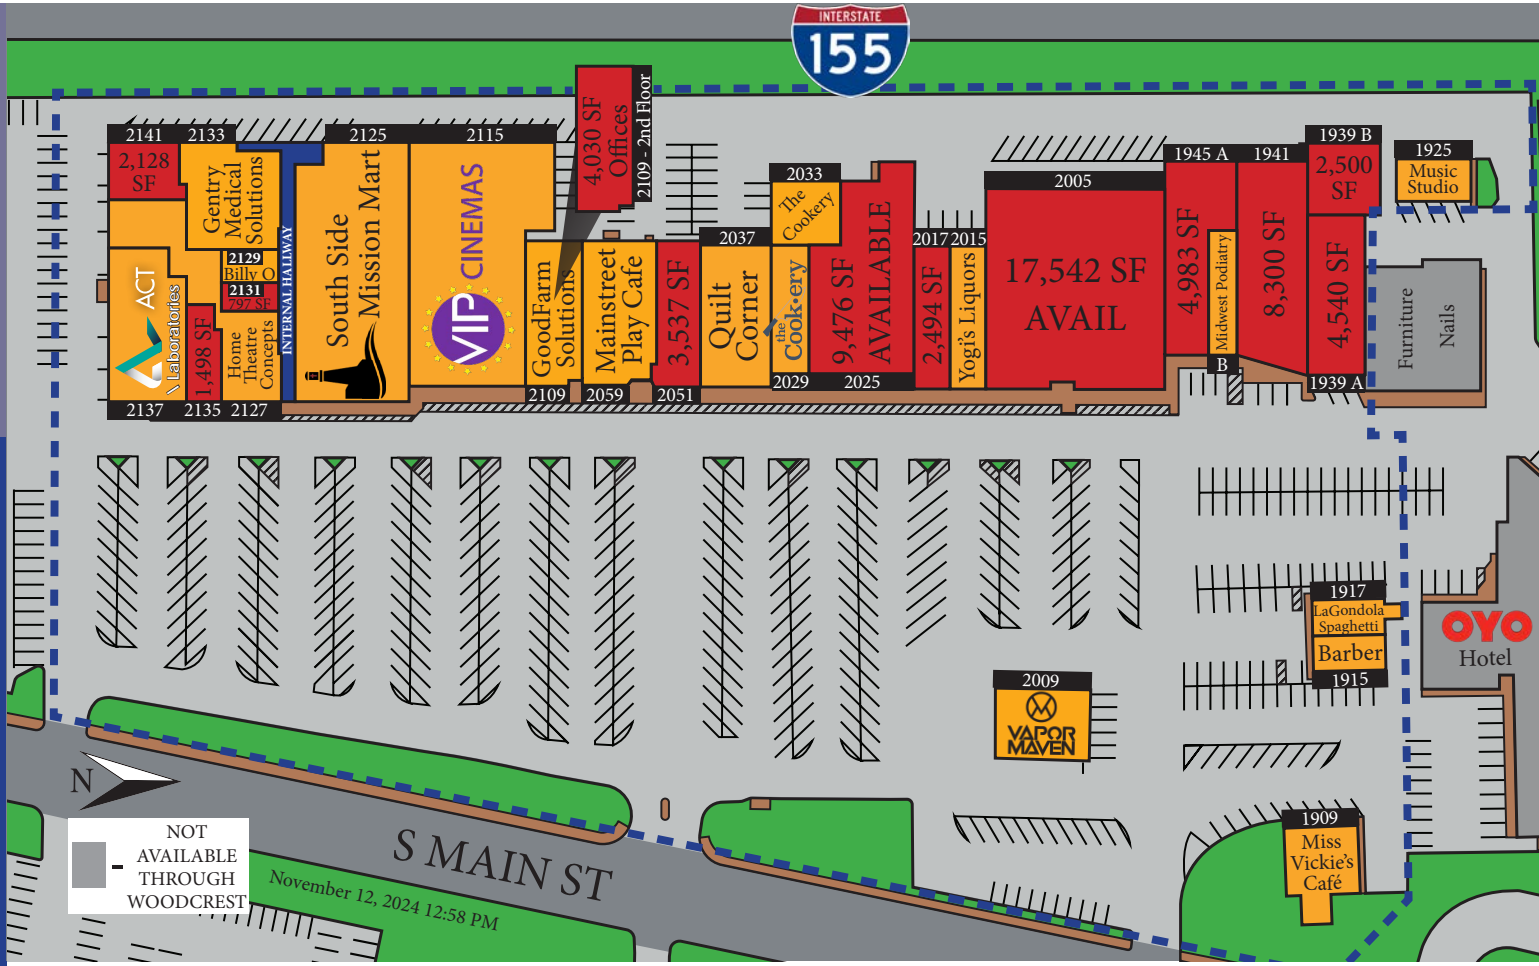 INTERSTATE
155
4,030 SF
Offices
2109 - 2nd Floor
2141
2133
2125
2115
2,128
SF
Gentry
Medical
Solutions
2129
Billy O
2131
797 SF
Home
Theatre
Concepts
INTERNAL HALLWAY
ACT
Laboratories
1,498 SF
2137
2135
2127
South Side
Mission Mart
VIP
CINEMAS
GoodFarm
Solutions
2109
Mainstreet
Play Cafe
2059
3,537 SF
2051
2037
Quilt
Corner
2033
The
Cookery
the
Cook·ery
2029
9,476 SF
AVAILABLE
2025
2017
2,494 SF
2015
Yogi's Liquors
2005
17,542 SF
AVAIL
1945 A
4,983 SF
Midwest Podiatry
B
1941
8,300 SF
1939 B
2,500
SF
4,540 SF
1939 A
1925
Music
Studio
Furniture
Nails
1917
LaGondola
Spaghetti
Barber
1915
OYO
Hotel
2009
VAPOR
MAVEN
1909
Miss
Vickie's
Café
N
S MAIN ST
NOT
- AVAILABLE
THROUGH
WOODCREST
November 12, 2024 12:58 PM